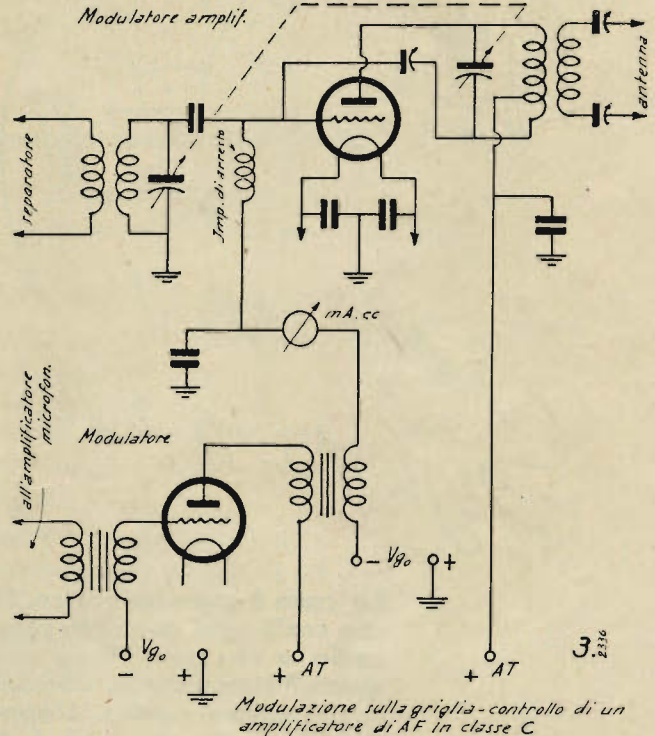 Modulatore amplif.
separatore
Imp. di arresto
antenna
mA.cc
all'amplificatore
microfon.
Modulatore
- Vgo +
Vgo
- +
+ AT
+ AT
3.
2336
Modulazione sulla griglia-controllo di un
amplificatore di AF in classe C